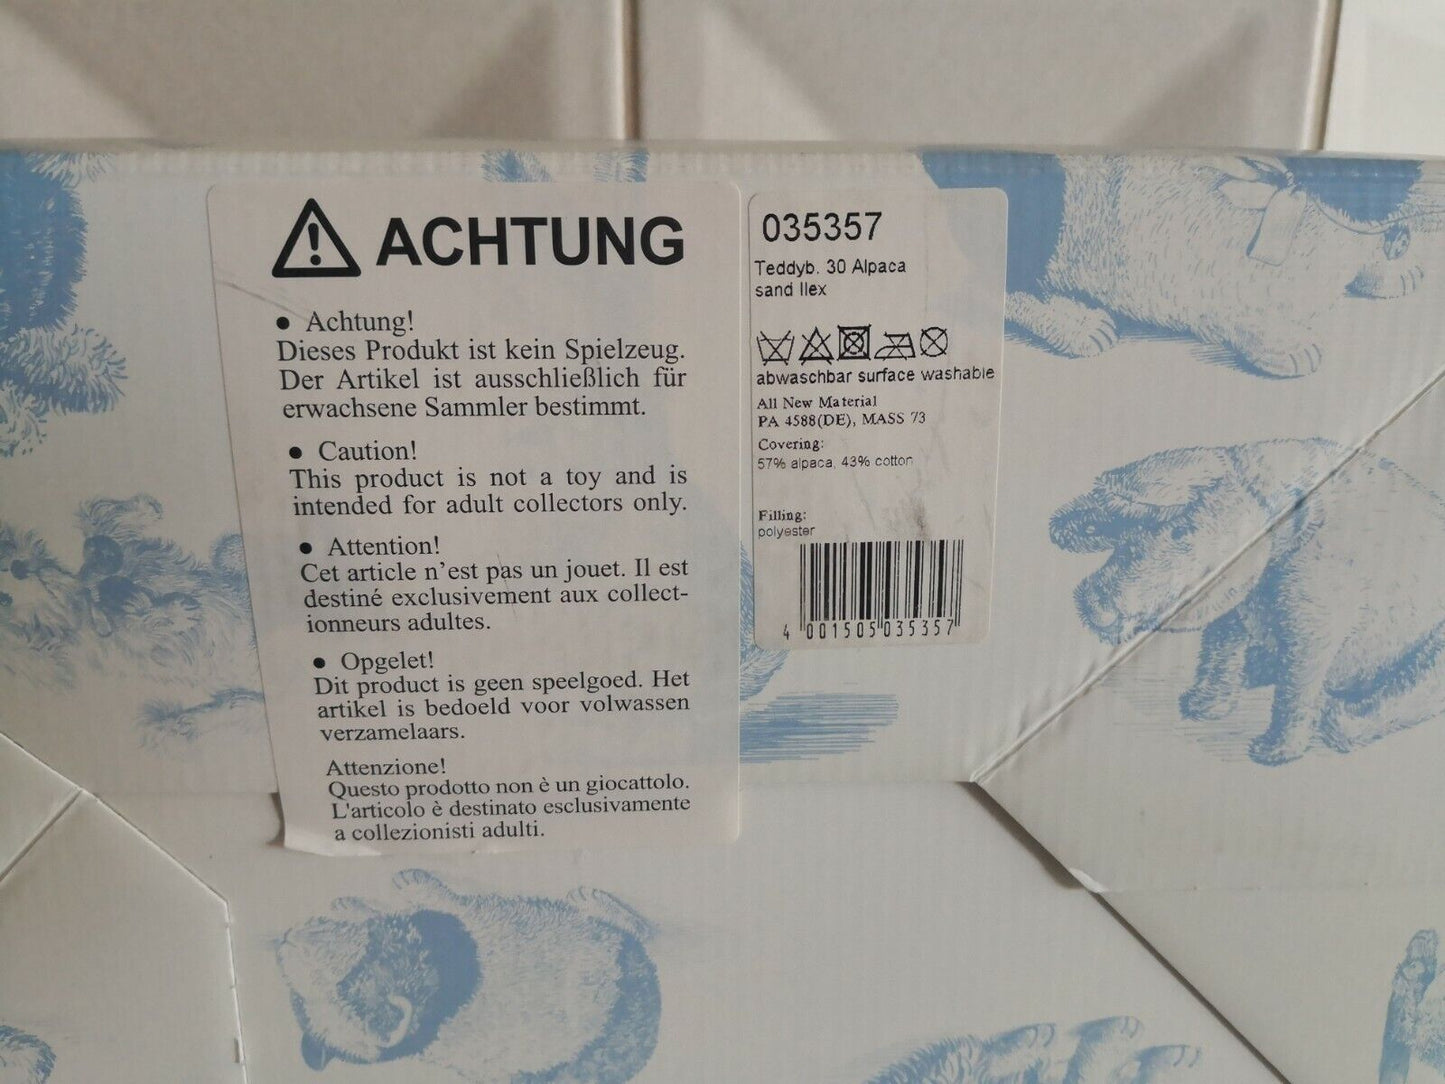 ACHTUNG
● Achtung!
Dieses Produkt ist kein Spielzeug.
Der Artikel ist ausschließlich für
erwachsene Sammler bestimmt.
● Caution!
This product is not a toy and is
intended for adult collectors only.
● Attention!
Cet article n'est pas un jouet. Il est
destiné exclusivement aux collect-
ionneurs adultes.
● Opgelet!
Dit product is geen speelgoed. Het
artikel is bedoeld voor volwassen
verzamelaars.
Attenzione!
Questo prodotto non è un giocattolo.
L'articolo è destinato esclusivamente
a collezionisti adulti.
035357
Teddyb. 30 Alpaca
sand Ilex
abwaschbar surface washable
All New Material
PA 4588(DE), MASS 73
Covering:
57% alpaca, 43% cotton
Filling:
polyester
4 001505 035357